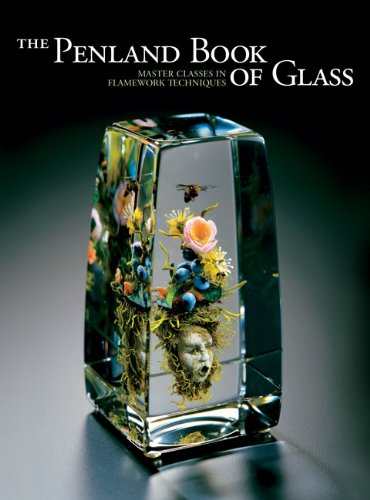 THE PENLAND BOOK
MASTER CLASSES IN
FLAMEWORK TECHNIQUES
OF GLASS